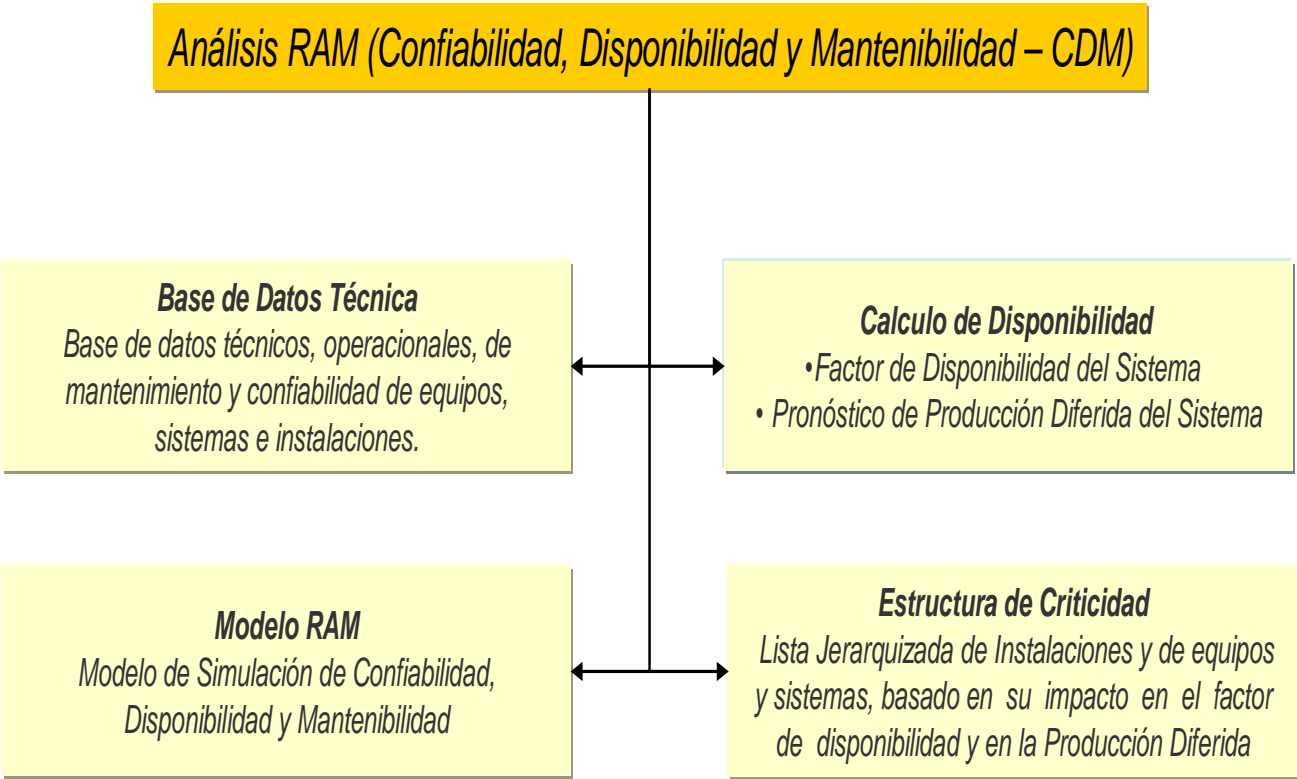 Análisis RAM (Confiabilidad, Disponibilidad y Mantenibilidad – CDM)
Base de Datos Técnica
Base de datos técnicos, operacionales, de
mantenimiento y confiabilidad de equipos,
sistemas e instalaciones.
Calculo de Disponibilidad
•Factor de Disponibilidad del Sistema
• Pronóstico de Producción Diferida del Sistema
Modelo RAM
Modelo de Simulación de Confiabilidad,
Disponibilidad y Mantenibilidad
Estructura de Criticidad
Lista Jerarquizada de Instalaciones y de equipos
y sistemas, basado en su impacto en el factor
de disponibilidad y en la Producción Diferida